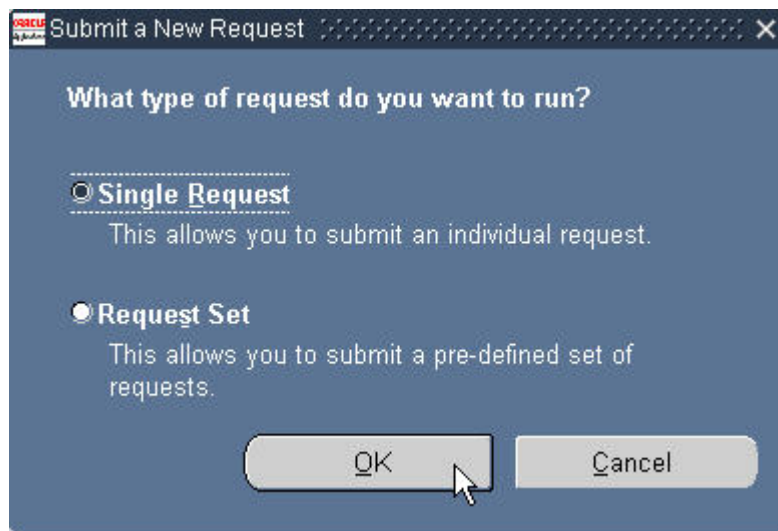 ORACLE
Submit a New Request
What type of request do you want to run?
Single Request
This allows you to submit an individual request.
Request Set
This allows you to submit a pre-defined set of
requests.
OK
Cancel